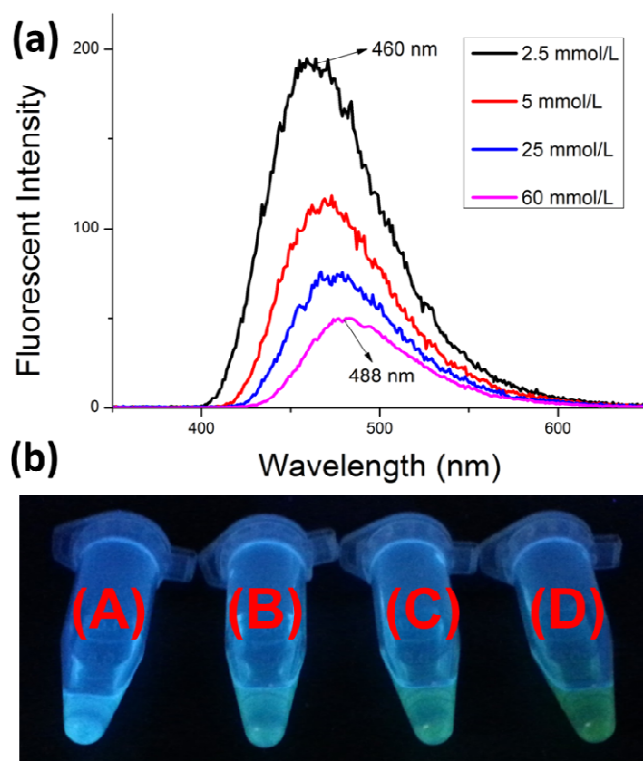 (a)
200
100
0
Fluorescent Intensity
460 nm
2.5 mmol/L
5 mmol/L
25 mmol/L
60 mmol/L
488 nm
400
500
600
Wavelength (nm)
(b)
(A) (B) (C) (D)